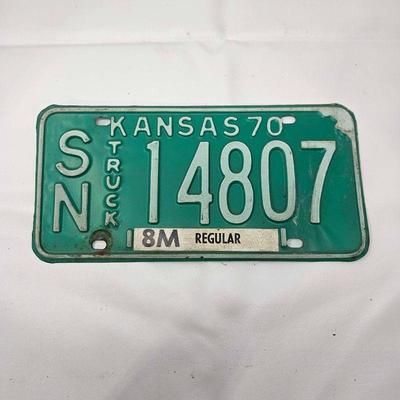 KANSAS 70
SN TRUCK 14807
8M REGULAR